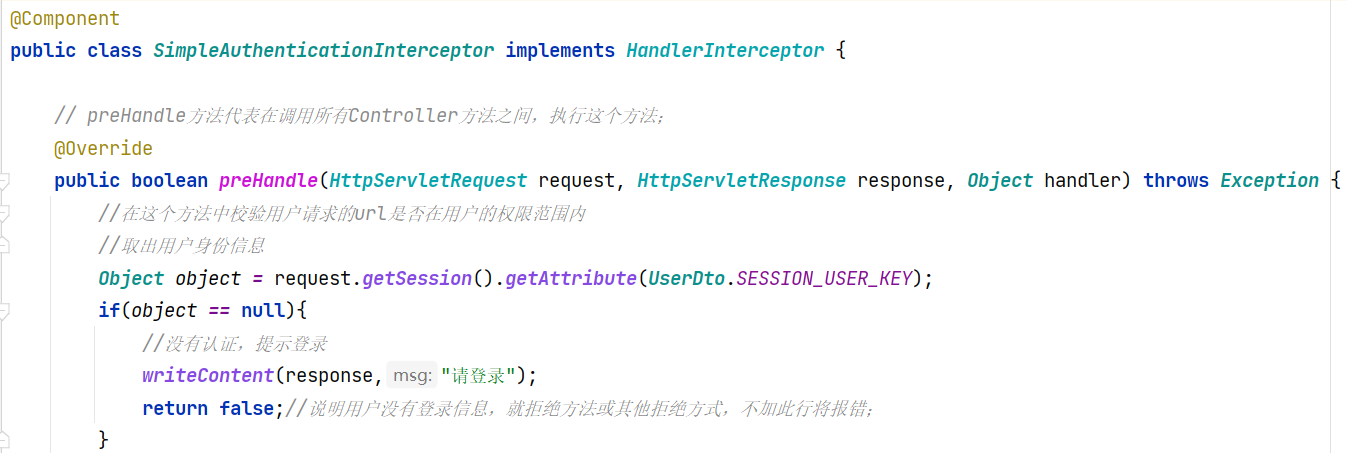 @Component
public class SimpleAuthenticationInterceptor implements HandlerInterceptor {
// preHandle方法代表在调用所有Controller方法之间，执行这个方法；
@Override
public boolean preHandle(HttpServletRequest request, HttpServletResponse response, Object handler) throws Exception {
//在这个方法中校验用户请求的url是否在用户的权限范围内
//取出用户身份信息
Object object = request.getSession().getAttribute(UserDto.SESSION_USER_KEY);
if(object == null){
//没有认证，提示登录
writeContent(response, msg: "请登录");
return false;//说明用户没有登录信息，就拒绝方法或其他拒绝方式，不加此行将报错；
}